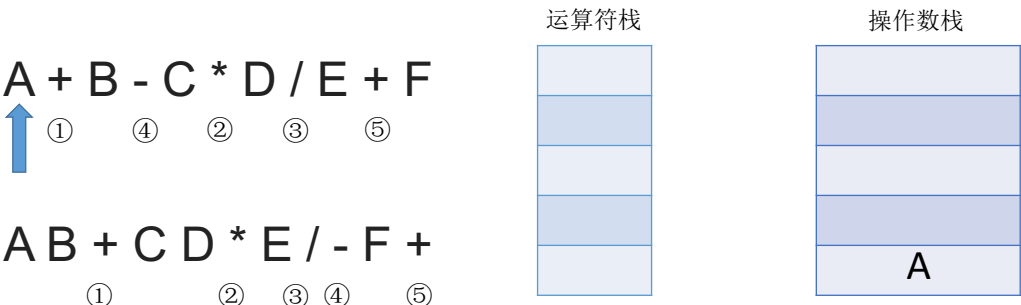 运算符栈
操作数栈
A + B - C * D / E + F
① ④ ② ③ ⑤
A B + C D * E / - F +
① ② ③ ④ ⑤
A